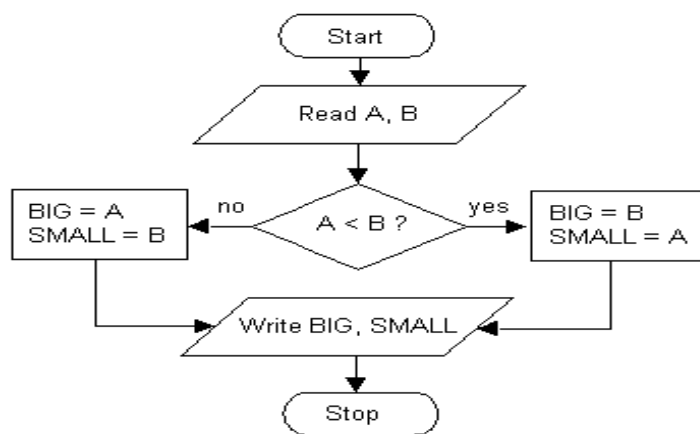 Start
Read A, B
no
A < B ?
yes
BIG = A
SMALL = B
BIG = B
SMALL = A
Write BIG, SMALL
Stop